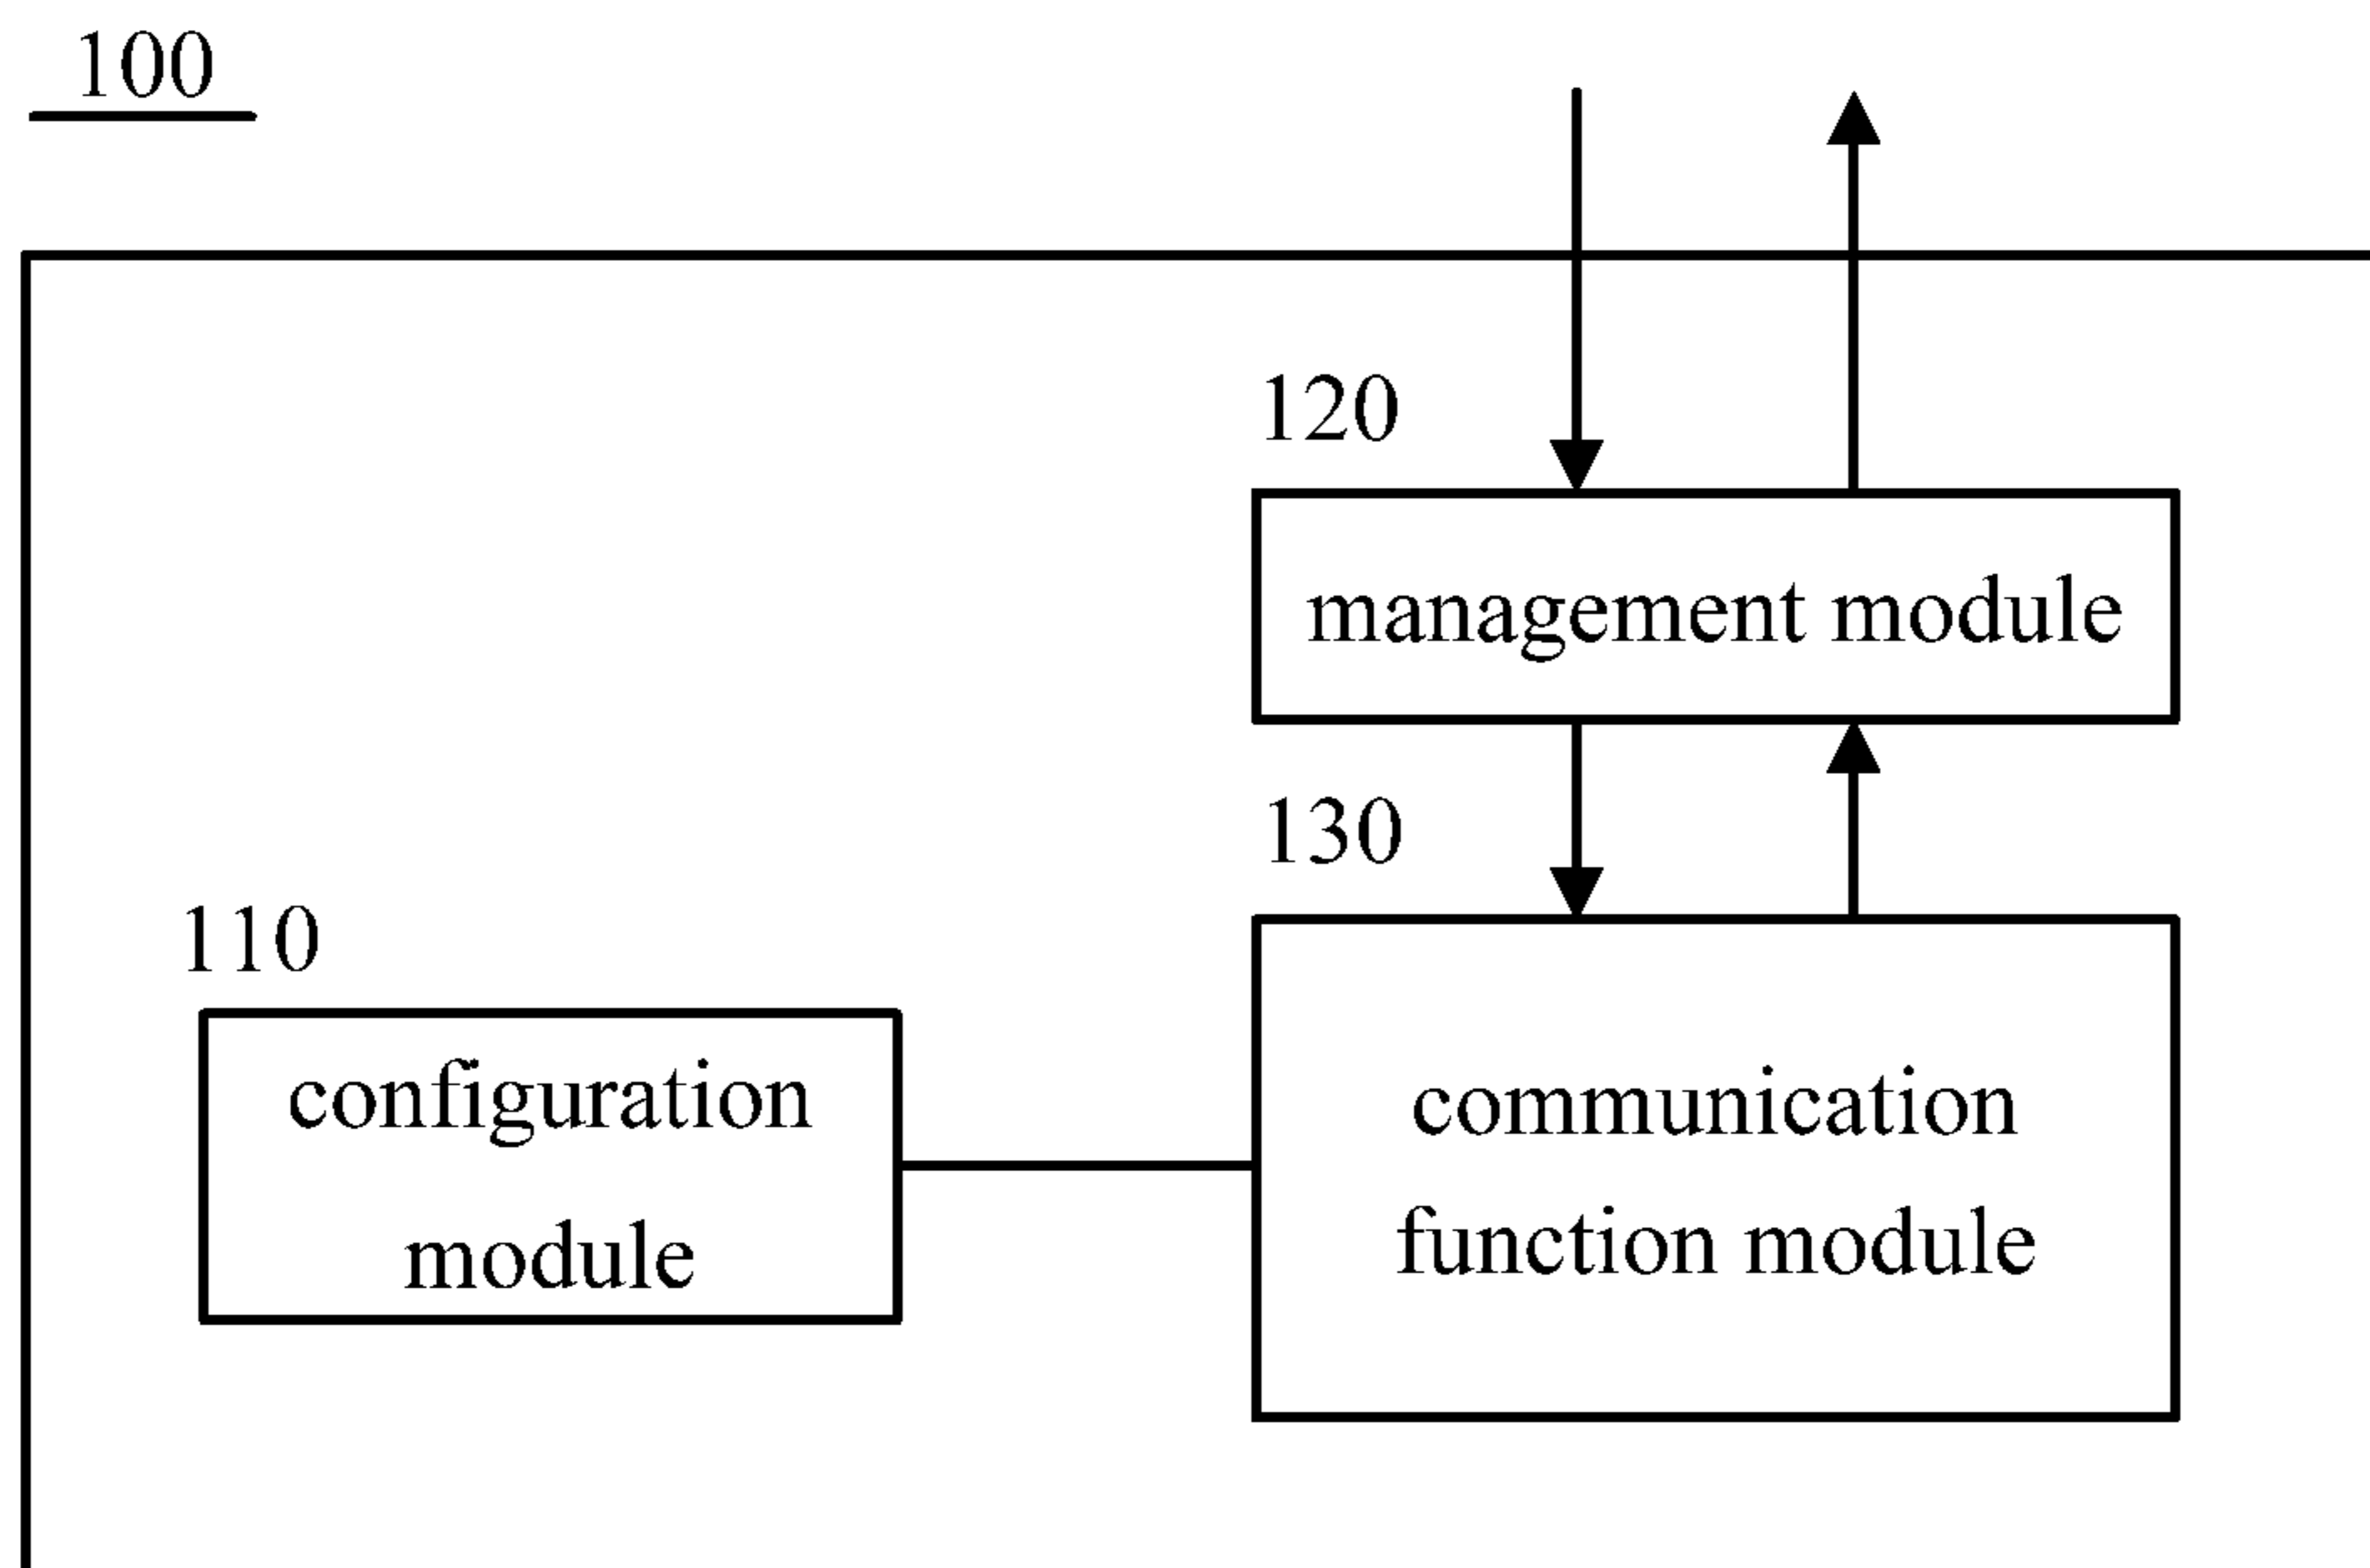 100
120
management module
130
110
configuration
module
communication
function module